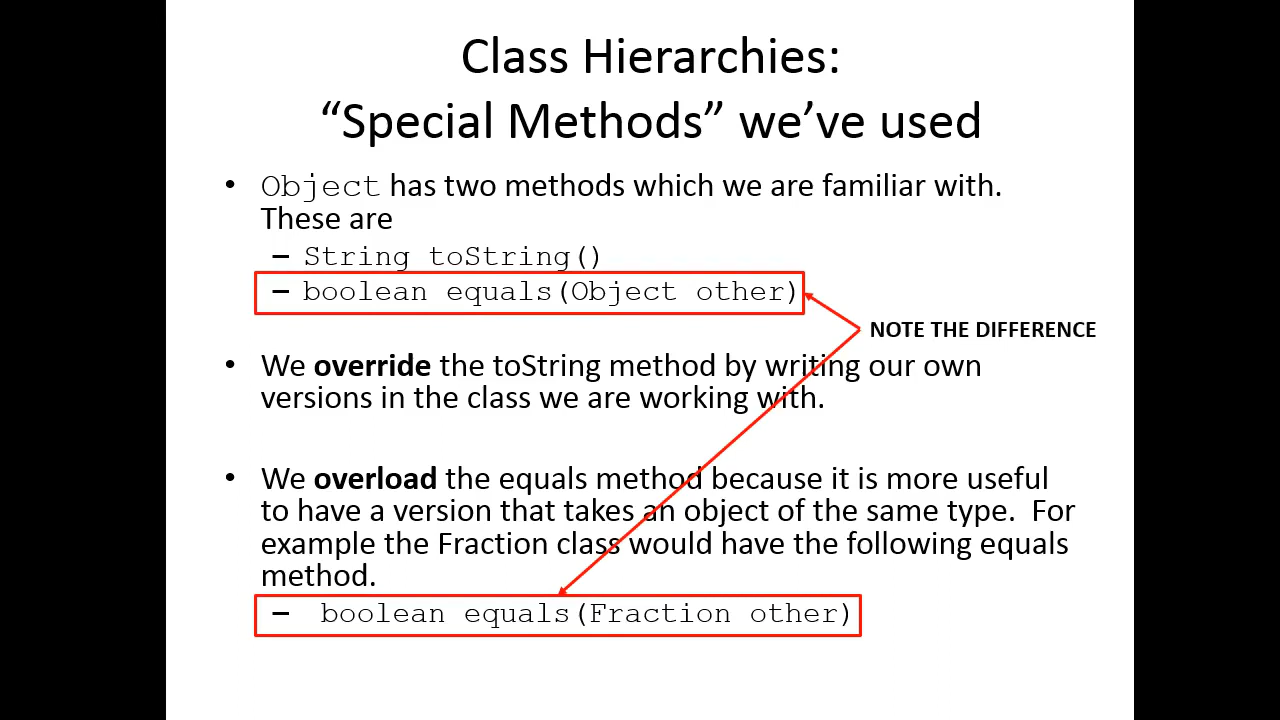 Class Hierarchies:
“Special Methods” we’ve used
• Object has two methods which we are familiar with.
These are
– String toString()
– boolean equals(Object other)
NOTE THE DIFFERENCE
• We override the toString method by writing our own
versions in the class we are working with.
• We overload the equals method because it is more useful
to have a version that takes an object of the same type. For
example the Fraction class would have the following equals
method.
– boolean equals(Fraction other)